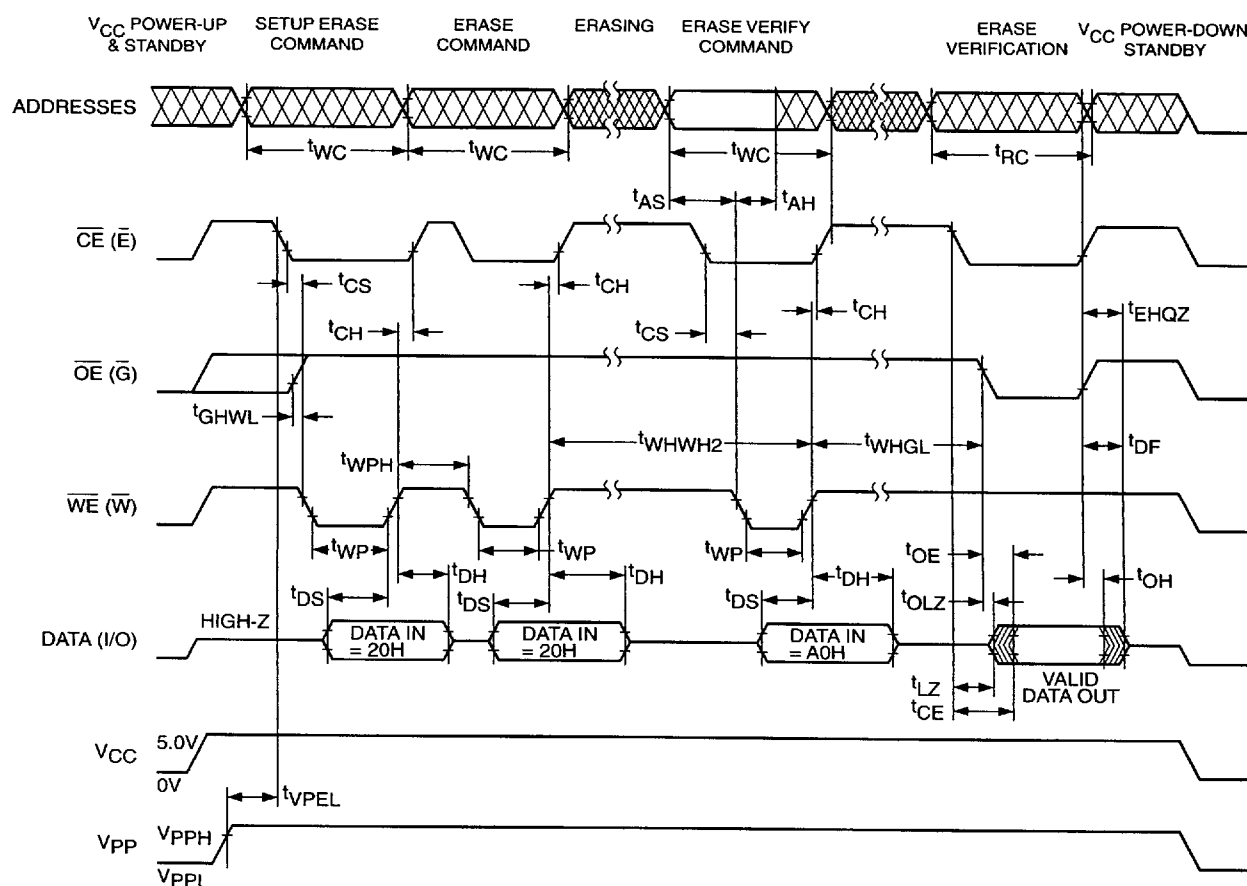 VCC POWER-UP & STANDBY
SETUP ERASE COMMAND
ERASE COMMAND
ERASING
ERASE VERIFY COMMAND
ERASE VERIFICATION
VCC POWER-DOWN STANDBY
ADDRESSES
tWC
tWC
tWC
tRC
tAS
tAH
CE (E)
tCS
tCH
tCH
tCS
tCH
tEHQZ
OE (G)
tGHWL
tWHWH2
tWHGL
tDF
tWPH
WE (W)
tWP
tWP
tWP
tOE
tDH
tDH
tDH
tOH
tDS
tDS
tDS
tOLZ
DATA (I/O)
HIGH-Z
DATA IN = 20H
DATA IN = 20H
DATA IN = A0H
VALID DATA OUT
tLZ
tCE
VCC
5.0V
0V
tVPEL
VPP
VPPH
VPPL